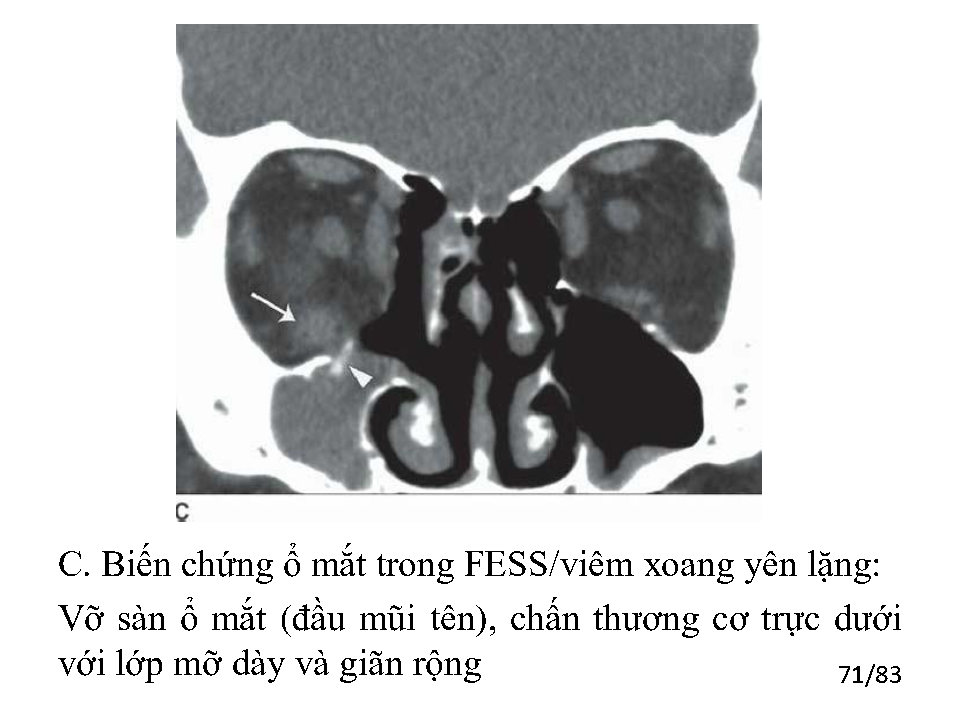 C
C. Biến chứng ổ mắt trong FESS/viêm xoang yên lặng:
Vỡ sàn ổ mắt (đầu mũi tên), chấn thương cơ trực dưới
với lớp mỡ dày và giãn rộng
71/83